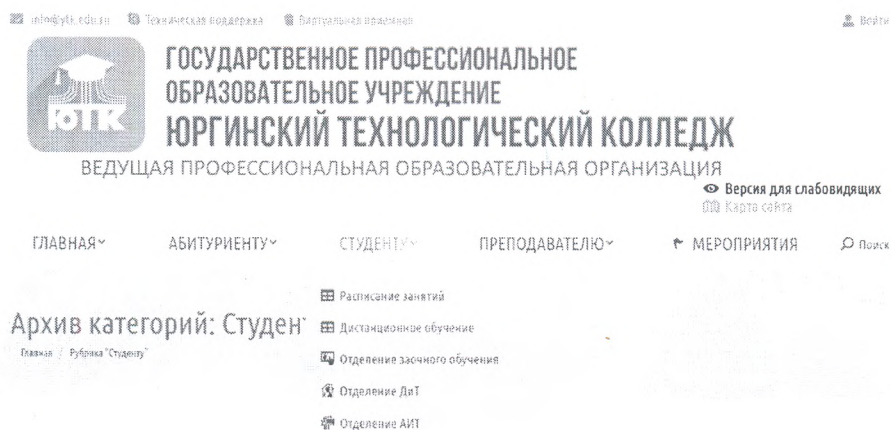 info@ytk.edu.ru Техническая поддержка Виртуальная приемная Войти
ГОСУДАРСТВЕННОЕ ПРОФЕССИОНАЛЬНОЕ
ОБРАЗОВАТЕЛЬНОЕ УЧРЕЖДЕНИЕ
ЮТК
ЮРГИНСКИЙ ТЕХНОЛОГИЧЕСКИЙ КОЛЛЕДЖ
ВЕДУЩАЯ ПРОФЕССИОНАЛЬНАЯ ОБРАЗОВАТЕЛЬНАЯ ОРГАНИЗАЦИЯ
Версия для слабовидящих
Карта сайта
ГЛАВНАЯ АБИТУРИЕНТУ СТУДЕНТУ ПРЕПОДАВАТЕЛЮ МЕРОПРИЯТИЯ Поиск
Расписание занятий
Архив категорий: Студен
Дистанционное обучение
Главная / Рубрика "Студенту"
Отделение заочного обучения
Отделение ДиТ
Отделение АИТ